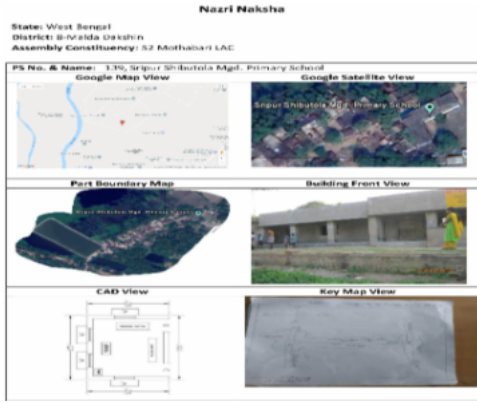 Nazri Naksha
State: West Bengal
District: 8-Malda Dakshin
Assembly Constituency: 52 Mothabari LAC
PS No. & Name: 139, Sripur Shibutola Mgd. Primary School
Google Map View
Google Satellite View
Sripur Shibutola Mgd. Primary School
Part Boundary Map
Building Front View
CAD View
Key Map View